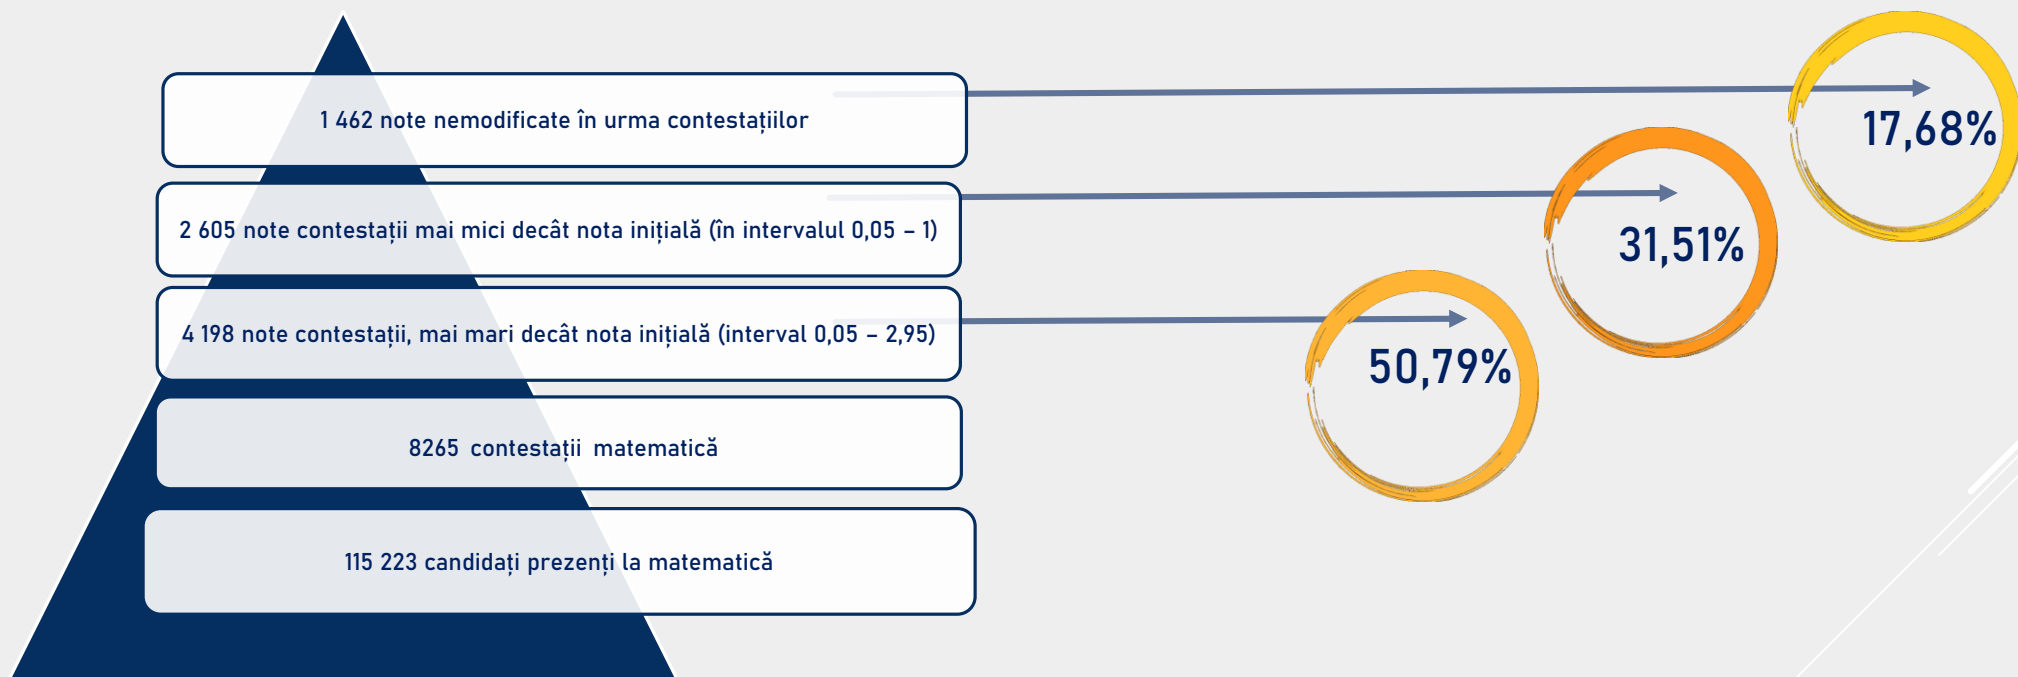 1 462 note nemodificate în urma contestațiilor
17,68%
2 605 note contestații mai mici decât nota inițială (în intervalul 0,05 – 1)
31,51%
4 198 note contestații, mai mari decât nota inițială (interval 0,05 – 2,95)
50,79%
8265 contestații matematică
115 223 candidați prezenți la matematică